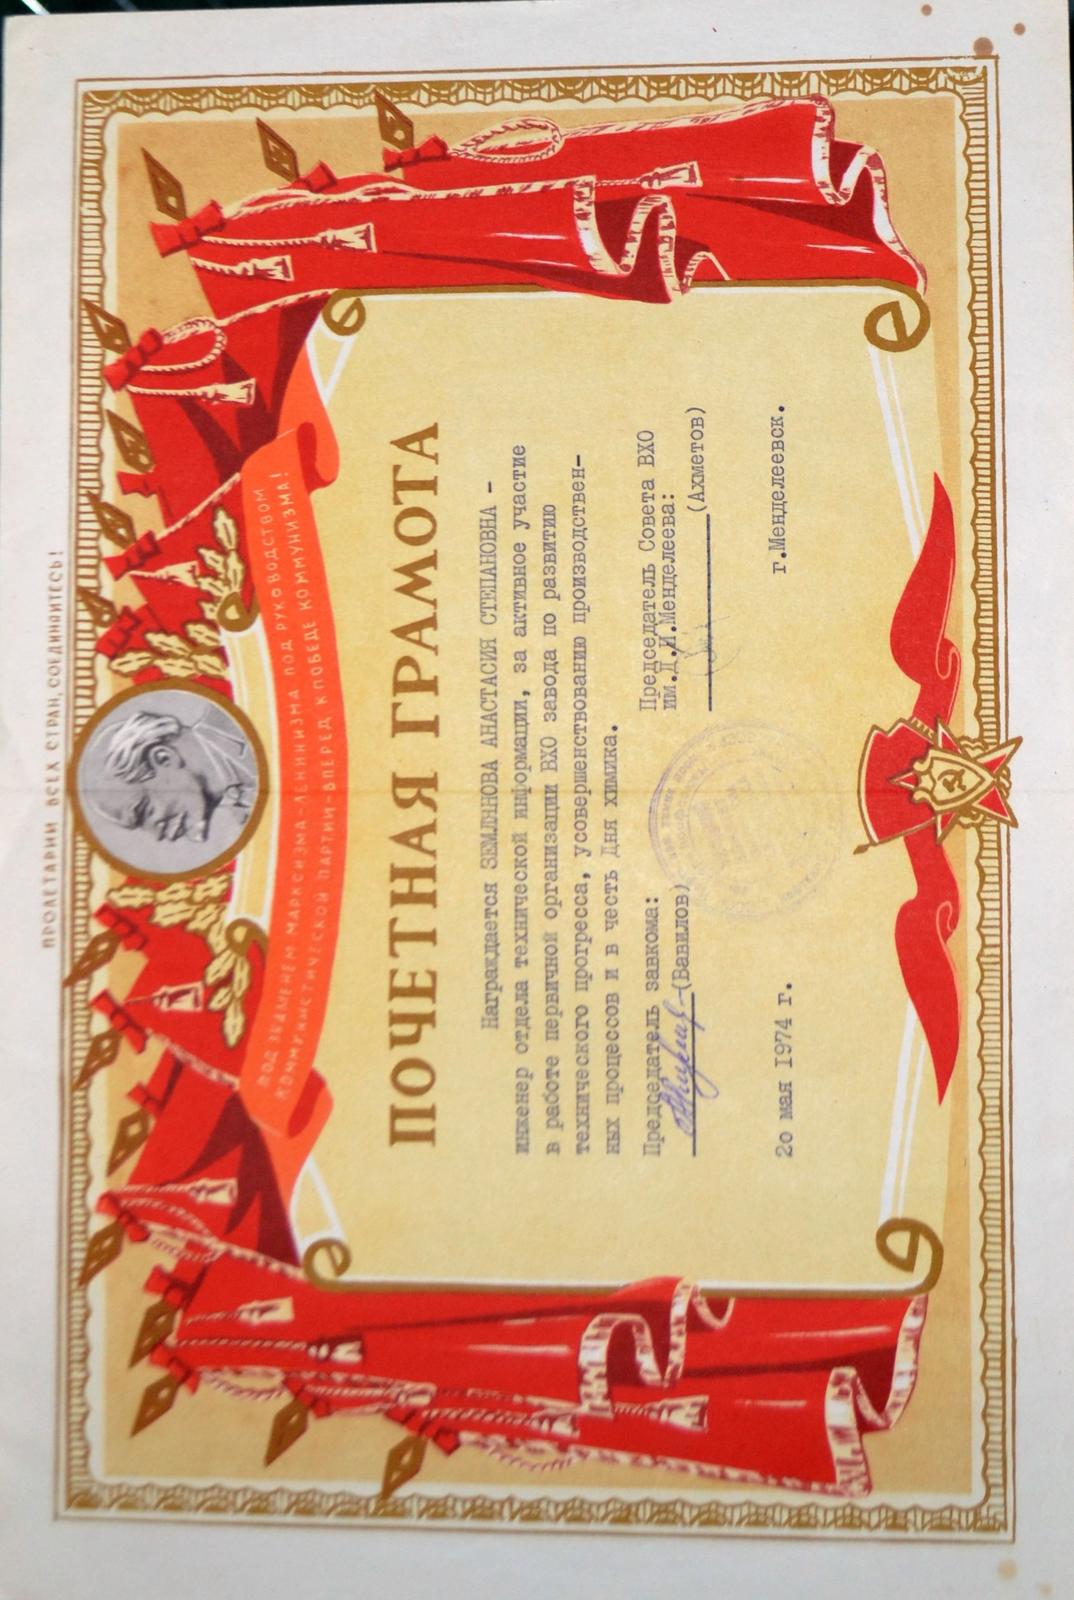 ПРОЛЕТАРИИ ВСЕХ СТРАН, СОЕДИНЯЙТЕСЬ!
ПОД ЗНАМЕНЕМ МАРКСИЗМА-ЛЕНИНИЗМА ПОД РУКОВОДСТВОМ
КОММУНИСТИЧЕСКОЙ ПАРТИИ-ВПЕРЕД К ПОБЕДЕ КОММУНИЗМА!
ПОЧЕТНАЯ ГРАМОТА
Награждается ЗЕМЛЯНОВА АНАСТАСИЯ СТЕПАНОВНА -
инженер отдела технической информации, за активное участие
в работе первичной организации ВХО завода по развитию
технического прогресса, усовершенствованию производствен-
ных процессов и в честь Дня химика.
Председатель завкома:
(Вавилов)
Председатель Совета ВХО
им.Д.И.Менделеева:
(Ахметов)
2о мая 1974 г.
г.Менделеевск.